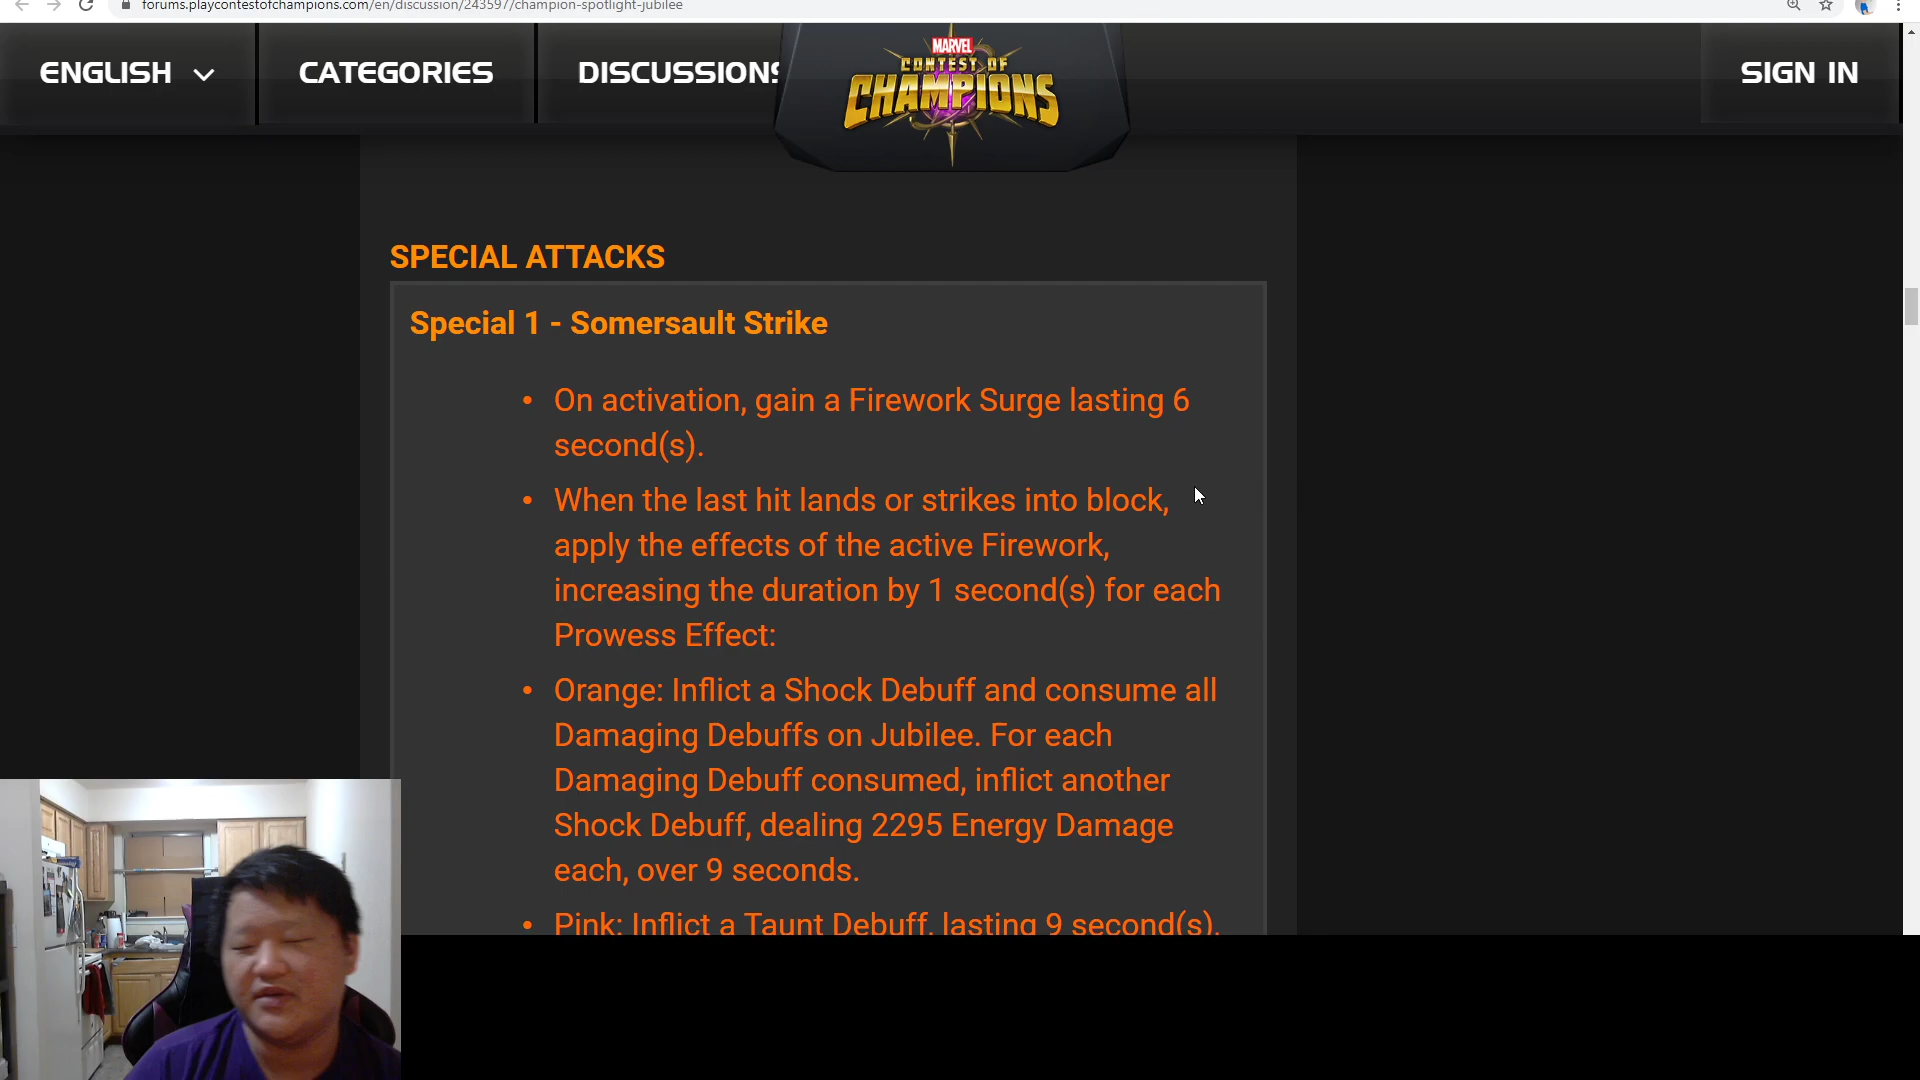 forums.playcontestofchampions.com/en/discussion/243597/champion-spotlight-jubilee
ENGLISH
CATEGORIES
DISCUSSIONS
MARVEL
CONTEST OF
CHAMPIONS
SIGN IN
SPECIAL ATTACKS
Special 1 - Somersault Strike
• On activation, gain a Firework Surge lasting 6
second(s).
• When the last hit lands or strikes into block,
apply the effects of the active Firework,
increasing the duration by 1 second(s) for each
Prowess Effect:
• Orange: Inflict a Shock Debuff and consume all
Damaging Debuffs on Jubilee. For each
Damaging Debuff consumed, inflict another
Shock Debuff, dealing 2295 Energy Damage
each, over 9 seconds.
• Pink: Inflict a Taunt Debuff, lasting 9 second(s).